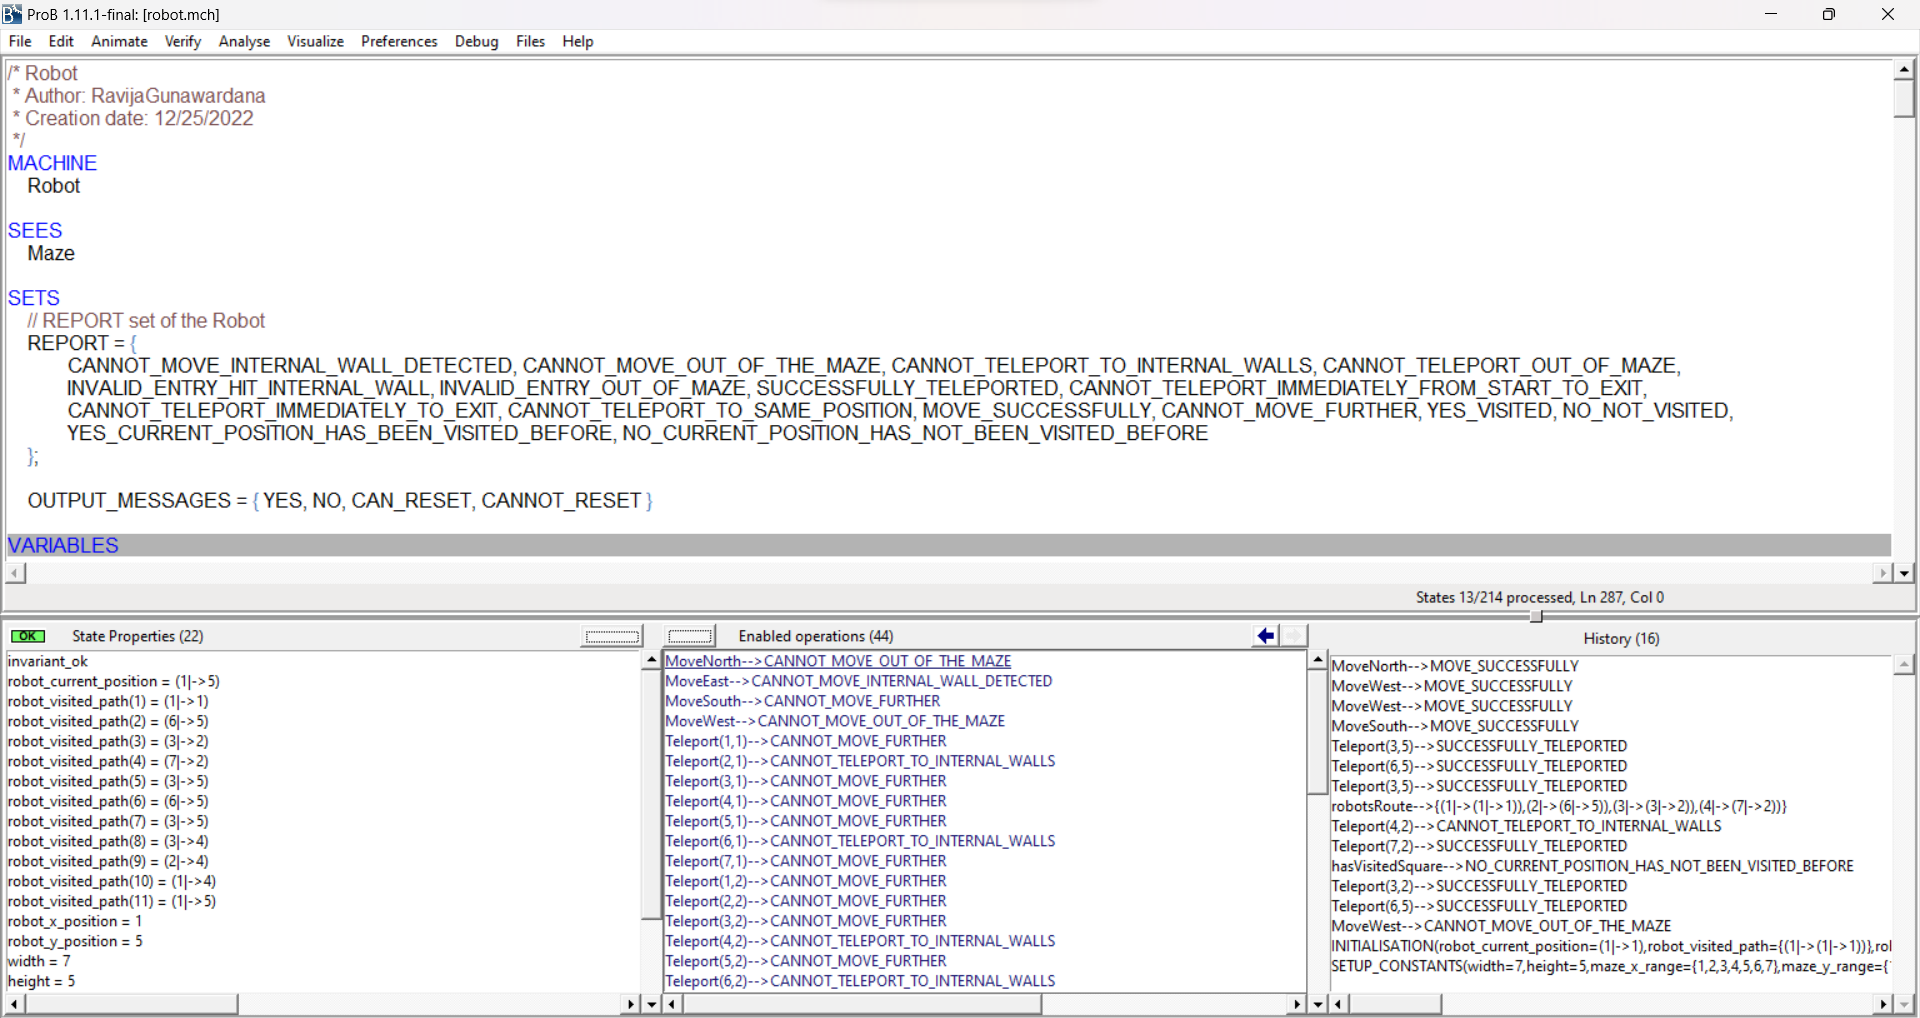 ProB 1.11.1-final: [robot.mch]
File Edit Animate Verify Analyse Visualize Preferences Debug Files Help
/* Robot
* Author: RavijaGunawardana
* Creation date: 12/25/2022
*/
MACHINE
Robot
SEES
Maze
SETS
// REPORT set of the Robot
REPORT = {
CANNOT_MOVE_INTERNAL_WALL_DETECTED, CANNOT_MOVE_OUT_OF_THE_MAZE, CANNOT_TELEPORT_TO_INTERNAL_WALLS, CANNOT_TELEPORT_OUT_OF_MAZE,
INVALID_ENTRY_HIT_INTERNAL_WALL, INVALID_ENTRY_OUT_OF_MAZE, SUCCESSFULLY_TELEPORTED, CANNOT_TELEPORT_IMMEDIATELY_FROM_START_TO_EXIT,
CANNOT_TELEPORT_IMMEDIATELY_TO_EXIT, CANNOT_TELEPORT_TO_SAME_POSITION, MOVE_SUCCESSFULLY, CANNOT_MOVE_FURTHER, YES_VISITED, NO_NOT_VISITED,
YES_CURRENT_POSITION_HAS_BEEN_VISITED_BEFORE, NO_CURRENT_POSITION_HAS_NOT_BEEN_VISITED_BEFORE
};
OUTPUT_MESSAGES = { YES, NO, CAN_RESET, CANNOT_RESET }
VARIABLES
States 13/214 processed, Ln 287, Col 0
OK State Properties (22)
invariant_ok
robot_current_position = (1|->5)
robot_visited_path(1) = (1|->1)
robot_visited_path(2) = (6|->5)
robot_visited_path(3) = (3|->2)
robot_visited_path(4) = (7|->2)
robot_visited_path(5) = (3|->5)
robot_visited_path(6) = (6|->5)
robot_visited_path(7) = (3|->5)
robot_visited_path(8) = (3|->4)
robot_visited_path(9) = (2|->4)
robot_visited_path(10) = (1|->4)
robot_visited_path(11) = (1|->5)
robot_x_position = 1
robot_y_position = 5
width = 7
height = 5
Enabled operations (44)
MoveNorth-->CANNOT_MOVE_OUT_OF_THE_MAZE
MoveEast-->CANNOT_MOVE_INTERNAL_WALL_DETECTED
MoveSouth-->CANNOT_MOVE_FURTHER
MoveWest-->CANNOT_MOVE_OUT_OF_THE_MAZE
Teleport(1,1)-->CANNOT_MOVE_FURTHER
Teleport(2,1)-->CANNOT_TELEPORT_TO_INTERNAL_WALLS
Teleport(3,1)-->CANNOT_MOVE_FURTHER
Teleport(4,1)-->CANNOT_MOVE_FURTHER
Teleport(5,1)-->CANNOT_MOVE_FURTHER
Teleport(6,1)-->CANNOT_TELEPORT_TO_INTERNAL_WALLS
Teleport(7,1)-->CANNOT_MOVE_FURTHER
Teleport(1,2)-->CANNOT_MOVE_FURTHER
Teleport(2,2)-->CANNOT_MOVE_FURTHER
Teleport(3,2)-->CANNOT_MOVE_FURTHER
Teleport(4,2)-->CANNOT_TELEPORT_TO_INTERNAL_WALLS
Teleport(5,2)-->CANNOT_MOVE_FURTHER
Teleport(6,2)-->CANNOT_TELEPORT_TO_INTERNAL_WALLS
History (16)
MoveNorth-->MOVE_SUCCESSFULLY
MoveWest-->MOVE_SUCCESSFULLY
MoveWest-->MOVE_SUCCESSFULLY
MoveSouth-->MOVE_SUCCESSFULLY
Teleport(3,5)-->SUCCESSFULLY_TELEPORTED
Teleport(6,5)-->SUCCESSFULLY_TELEPORTED
Teleport(3,5)-->SUCCESSFULLY_TELEPORTED
robotsRoute-->{(1|->(1|->1)),(2|->(6|->5)),(3|->(3|->2)),(4|->(7|->2))}
Teleport(4,2)-->CANNOT_TELEPORT_TO_INTERNAL_WALLS
Teleport(7,2)-->SUCCESSFULLY_TELEPORTED
hasVisitedSquare-->NO_CURRENT_POSITION_HAS_NOT_BEEN_VISITED_BEFORE
Teleport(3,2)-->SUCCESSFULLY_TELEPORTED
Teleport(6,5)-->SUCCESSFULLY_TELEPORTED
MoveWest-->CANNOT_MOVE_OUT_OF_THE_MAZE
INITIALISATION(robot_current_position=(1|->1),robot_visited_path={(1|->(1|->1))},rol
SETUP_CONSTANTS(width=7,height=5,maze_x_range={1,2,3,4,5,6,7},maze_y_range={